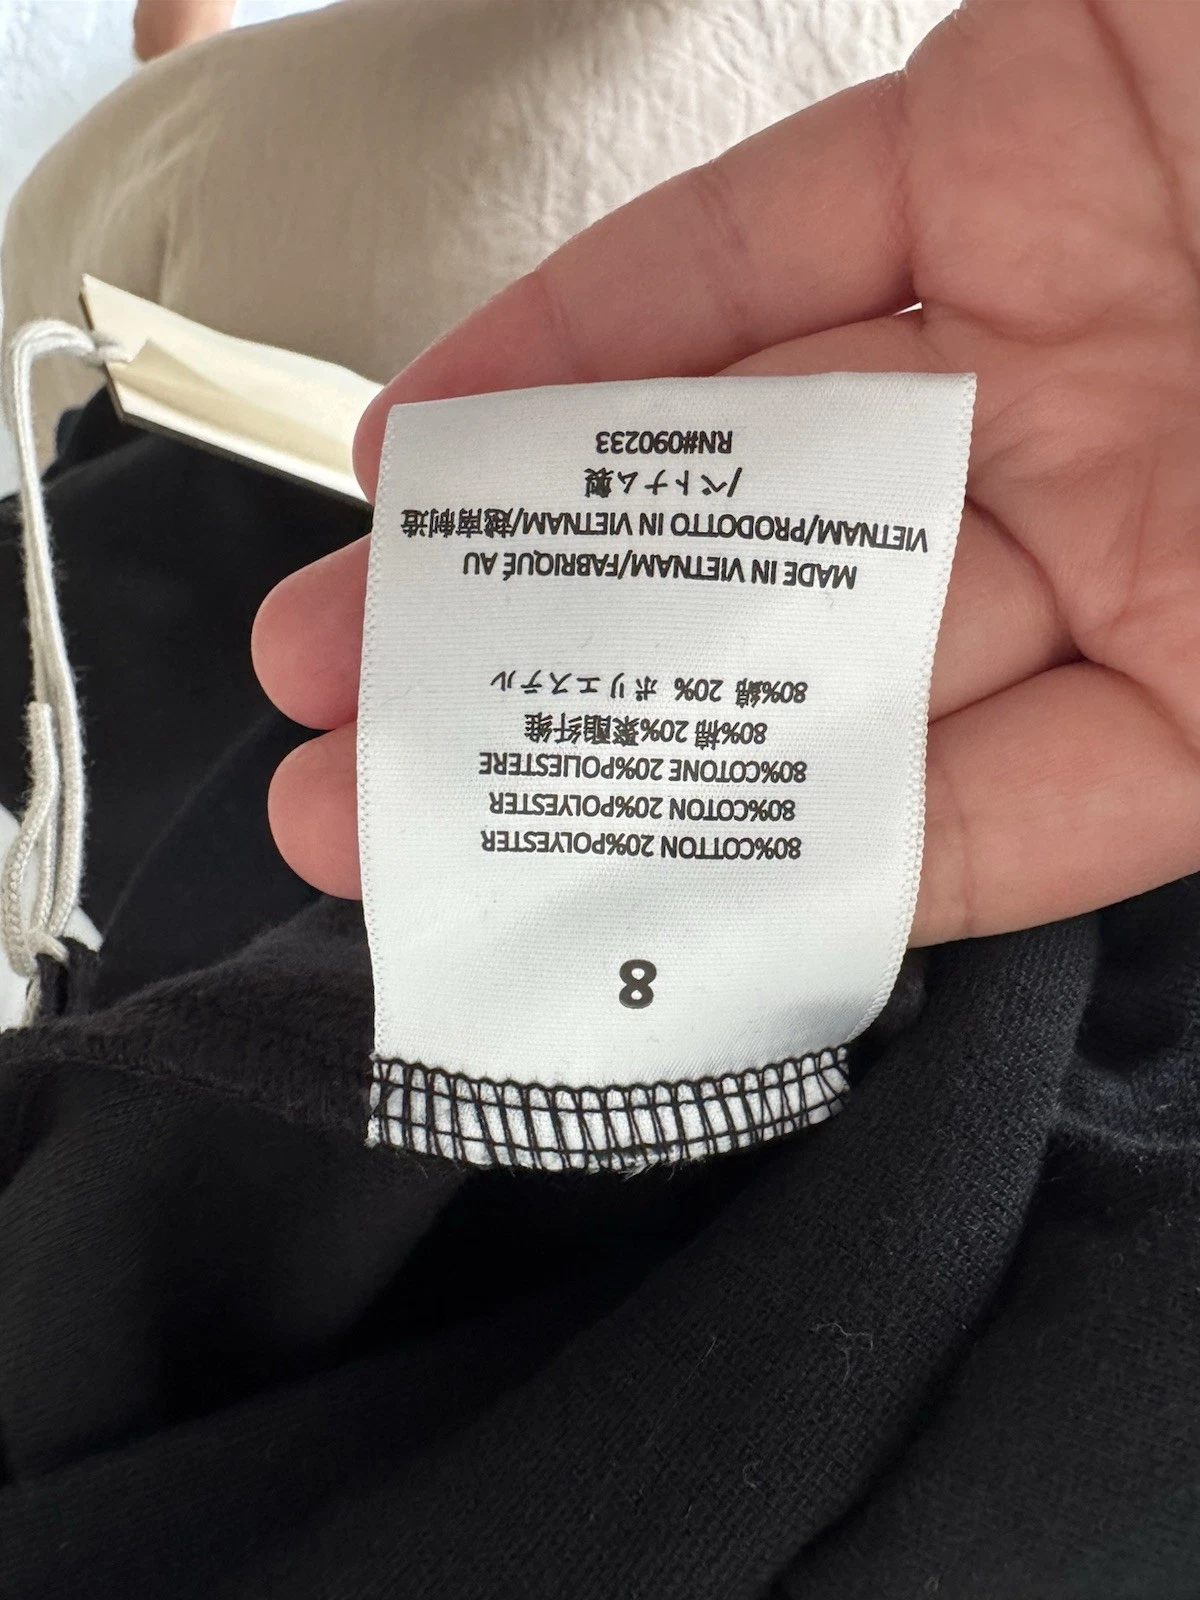 8
80%COTTON 20%POLYESTER
80%COTTON 20%POLYESTER
80%COTONE 20%POLIESTERE
80%棉 20%聚酯纤维
80%綿 20% ポリエステル
MADE IN VIETNAM/FABRIQUÉ AU
VIETNAM/PRODOTTO IN VIETNAM/越南制造
/ベトナム製
RN#090233